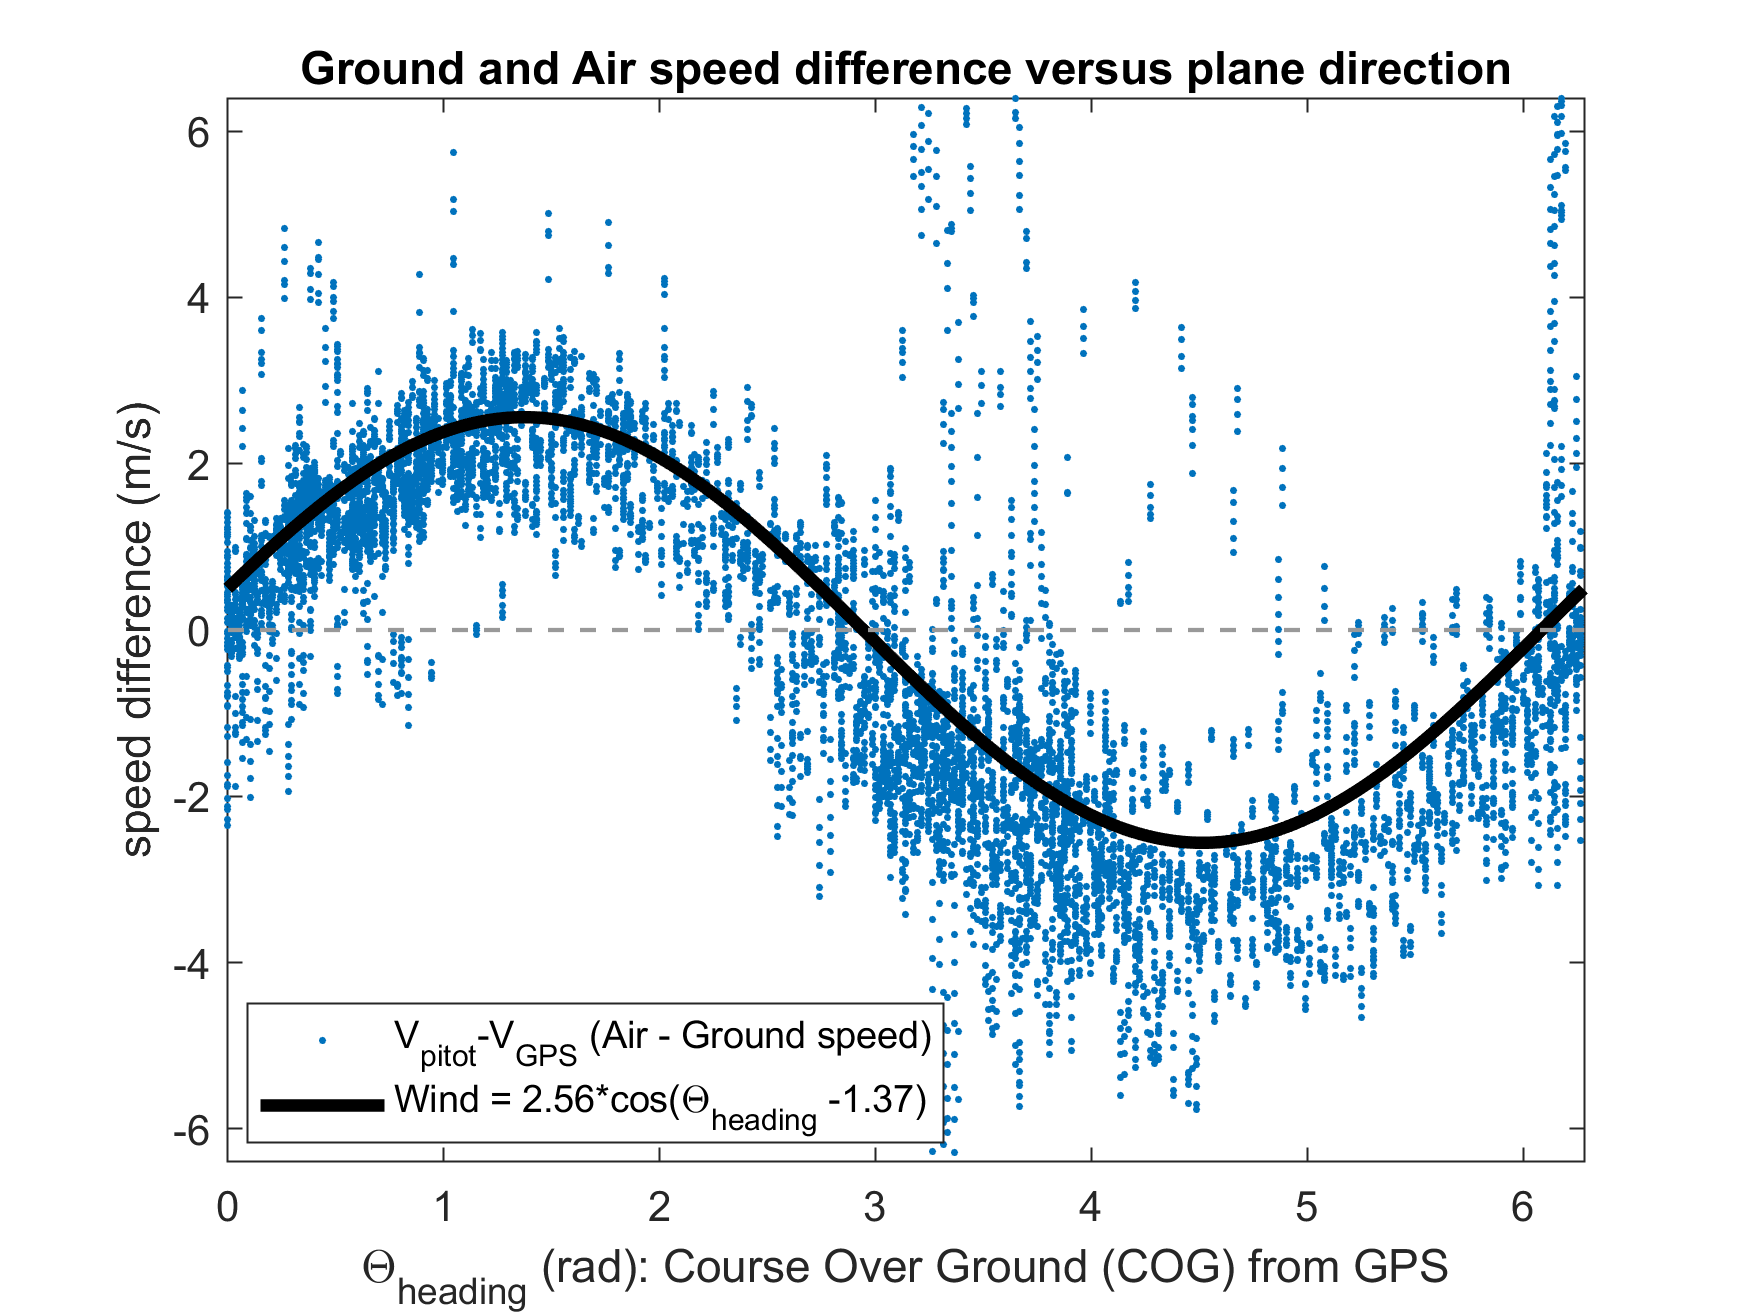 Ground and Air speed difference versus plane direction
6
4
2
0
-2
-4
-6
speed difference (m/s)
V_pitot-V_GPS (Air - Ground speed)
Wind = 2.56*cos(Θ_heading -1.37)
0 1 2 3 4 5 6
Θ_heading (rad): Course Over Ground (COG) from GPS